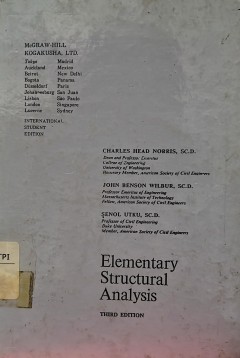 McGRAW-HILL
KOGAKUSHA, LTD.
Tokyo Madrid
Auckland Mexico
Beirut New Delhi
Bogota Panama
Düsseldorf Paris
Johannesburg San Juan
Lisbon São Paulo
London Singapore
Lucerne Sydney
INTERNATIONAL
STUDENT
EDITION
CHARLES HEAD NORRIS, SC.D.
Dean and Professor Emeritus
College of Engineering
University of Washington
Honorary Member, American Society of Civil Engineers
JOHN BENSON WILBUR, SC.D.
Professor Emeritus of Engineering
Massachusetts Institute of Technology
Fellow, American Society of Civil Engineers
ŞENOL UTKU, SC.D.
Professor of Civil Engineering
Duke University
Member, American Society of Civil Engineers
Elementary
Structural
Analysis
THIRD EDITION